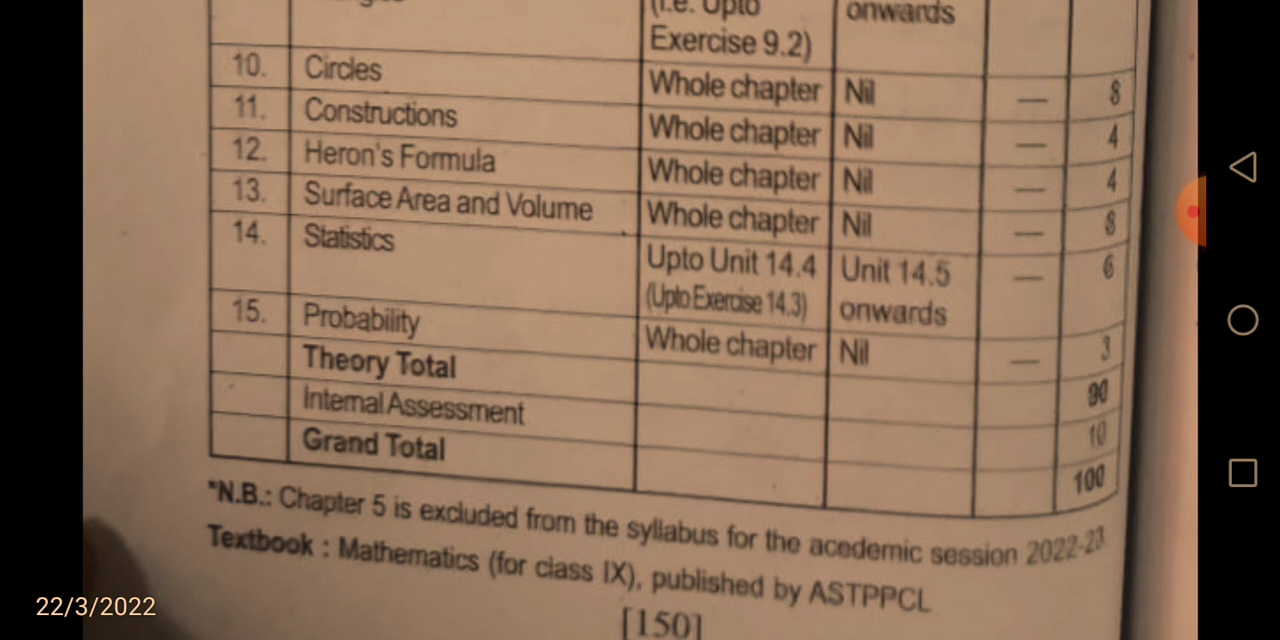 (i.e. Upto onwards
Exercise 9.2)
10. Circles Whole chapter Nil — 8
11. Constructions Whole chapter Nil — 4
12. Heron's Formula Whole chapter Nil — 4
13. Surface Area and Volume Whole chapter Nil — 8
14. Statistics Upto Unit 14.4 Unit 14.5 — 6
(Upto Exercise 14.3) onwards
15. Probability Whole chapter Nil — 3
Theory Total 90
Internal Assessment 10
Grand Total 100
*N.B.: Chapter 5 is excluded from the syllabus for the acedemic session 2022-23
Textbook : Mathematics (for class IX), published by ASTPPCL
[150]
22/3/2022